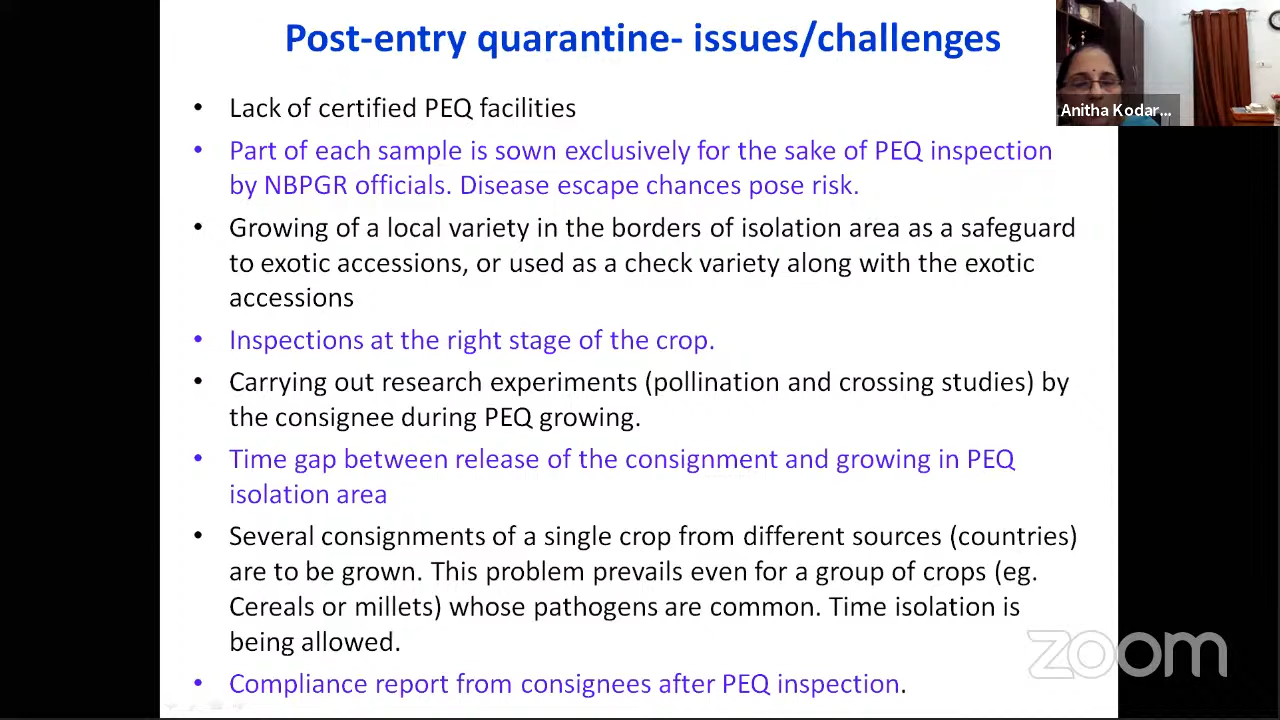 Post-entry quarantine- issues/challenges
Anitha Kodar...
• Lack of certified PEQ facilities
• Part of each sample is sown exclusively for the sake of PEQ inspection
by NBPGR officials. Disease escape chances pose risk.
• Growing of a local variety in the borders of isolation area as a safeguard
to exotic accessions, or used as a check variety along with the exotic
accessions
• Inspections at the right stage of the crop.
• Carrying out research experiments (pollination and crossing studies) by
the consignee during PEQ growing.
• Time gap between release of the consignment and growing in PEQ
isolation area
• Several consignments of a single crop from different sources (countries)
are to be grown. This problem prevails even for a group of crops (eg.
Cereals or millets) whose pathogens are common. Time isolation is
being allowed.
• Compliance report from consignees after PEQ inspection.
zoom